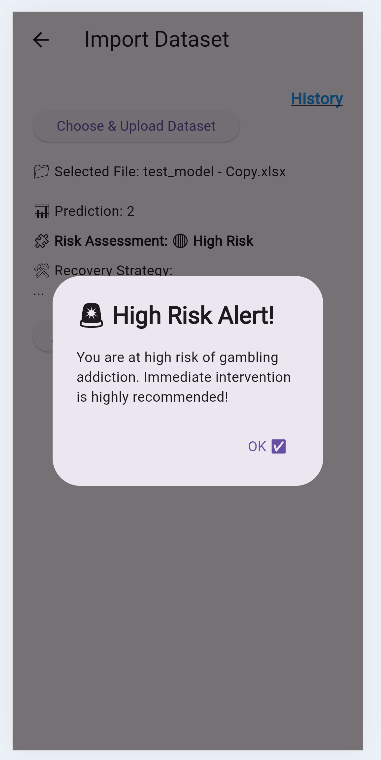 Import Dataset
History
Choose & Upload Dataset
Selected File: test_model - Copy.xlsx
Prediction: 2
Risk Assessment: High Risk
Recovery Strategy:
...
High Risk Alert!
You are at high risk of gambling
addiction. Immediate intervention
is highly recommended!
OK